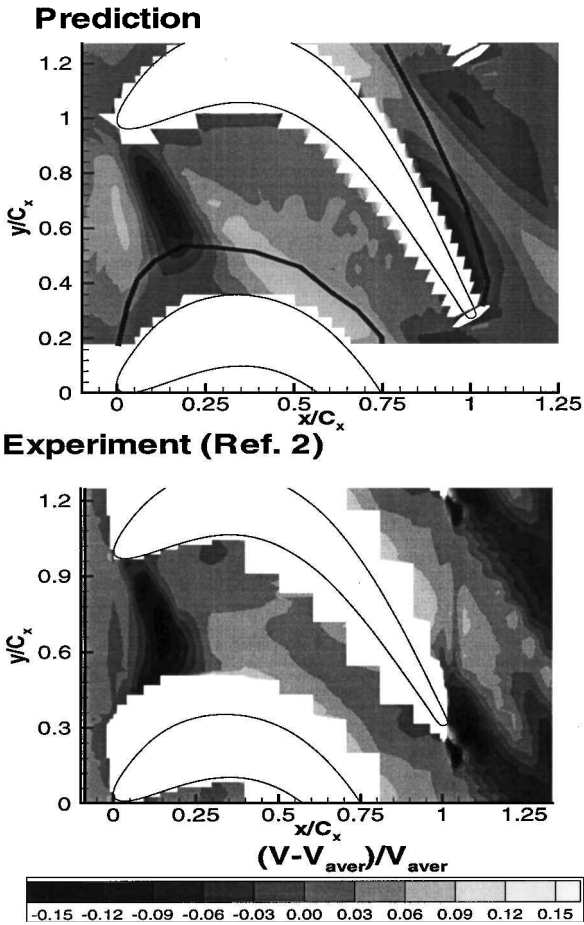 Prediction
1.2
1
0.8
0.6
0.4
0.2
0
y/Cx
0 0.25 0.5 0.75 1 1.25
x/Cx
Experiment (Ref. 2)
1.2
0.9
0.6
0.3
0
y/Cx
0 0.25 0.5 0.75 1 1.25
x/Cx
(V-Vaver)/Vaver
-0.15 -0.12 -0.09 -0.06 -0.03 0.00 0.03 0.06 0.09 0.12 0.15